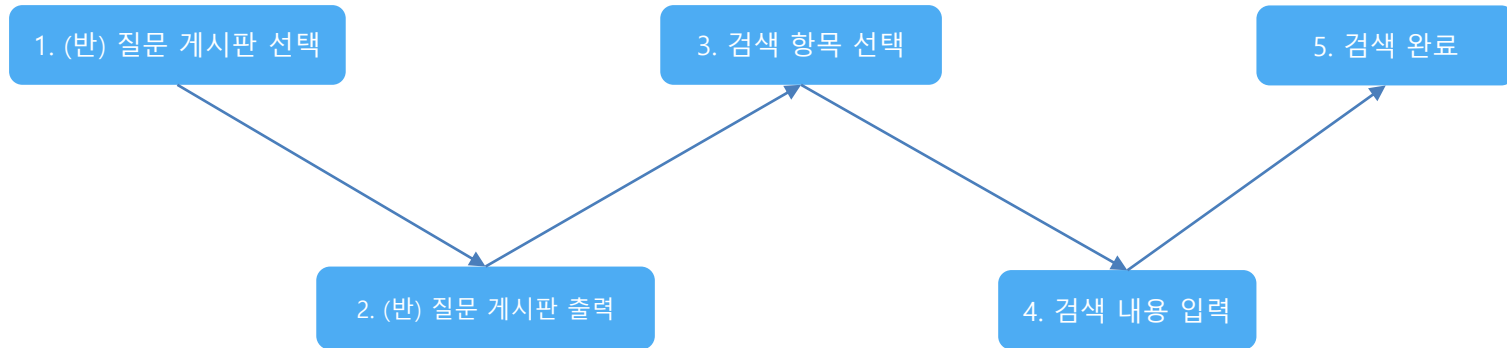 1. (반) 질문 게시판 선택
2. (반) 질문 게시판 출력
3. 검색 항목 선택
4. 검색 내용 입력
5. 검색 완료